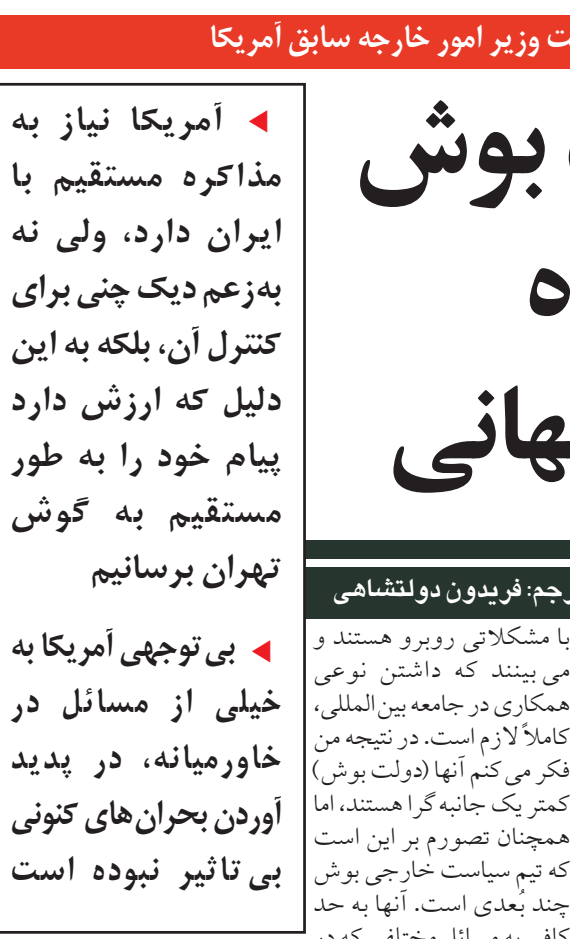 وزیر امور خارجه سابق آمریکا
بوش
هانی
رجم: فریدون دولتشاهی
با مشکلاتی روبرو هستند و
می‌بینند که داشتن نوعی
همکاری در جامعه بین‌المللی،
کاملاً لازم است. در نتیجه من
فکر می‌کنم آنها (دولت بوش)
کمتر یک جانبه گرا هستند، اما
همچنان تصورم بر این است
که تیم سیاست خارجی بوش
چند بُعدی است. آنها به حد
◀ آمریکا نیاز به
مذاکره مستقیم با
ایران دارد، ولی نه
به‌زعم دیک چنی برای
کنترل آن، بلکه به این
دلیل که ارزش دارد
پیام خود را به طور
مستقیم به گوش
تهران برسانیم
◀ بی‌توجهی آمریکا به
خیلی از مسائل در
خاورمیانه، در پدید
آوردن بحران‌های کنونی
بی‌تاثیر نبوده است